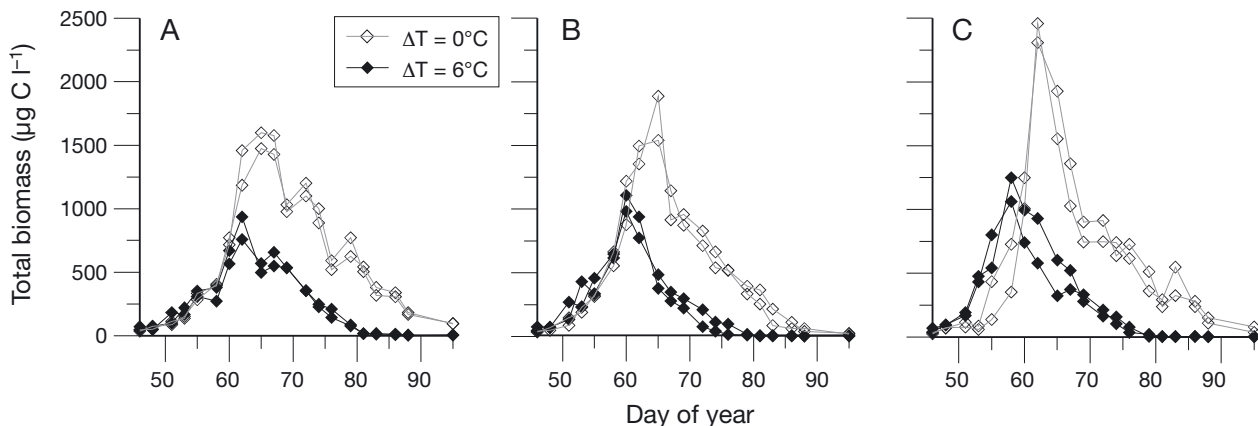 A
B
C
ΔT = 0°C
ΔT = 6°C
Total biomass (µg C l⁻¹)
2500
2000
1500
1000
500
0
50 60 70 80 90
50 60 70 80 90
50 60 70 80 90
Day of year